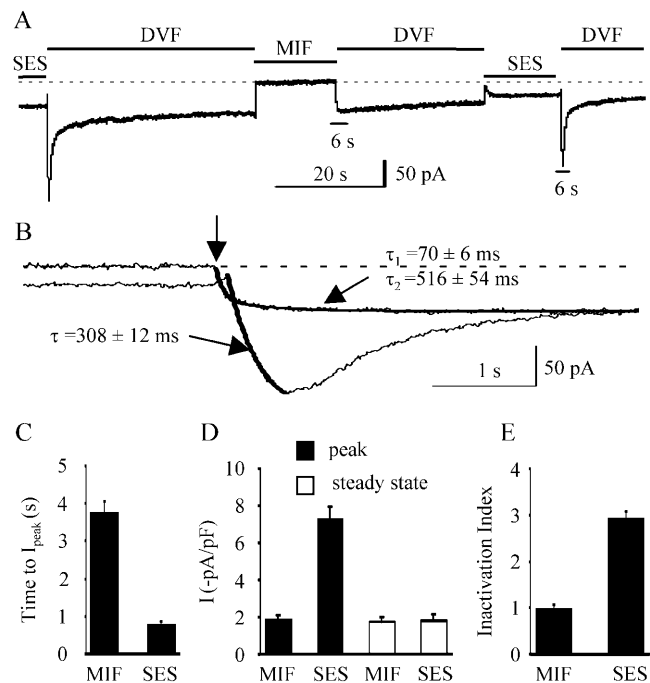 A
DVF
MIF
DVF
SES
DVF
SES
6 s
6 s
20 s
50 pA
B
τ1 =70 ± 6 ms
τ2 =516 ± 54 ms
τ =308 ± 12 ms
1 s
50 pA
C
D
E
peak
steady state
Time to Ipeak (s)
5
4
3
2
1
0
MIF SES
I (-pA/pF)
10
8
6
4
2
0
MIF SES MIF SES
Inactivation Index
4
3
2
1
0
MIF SES